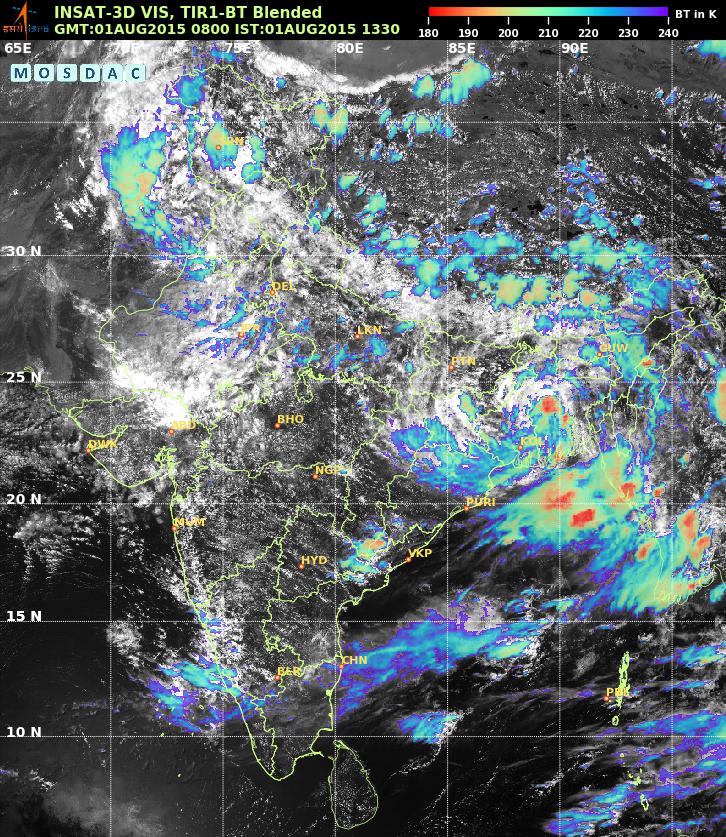 INSAT-3D VIS, TIR1-BT Blended
GMT:01AUG2015 0800 IST:01AUG2015 1330
BT in K
180 190 200 210 220 230 240
65E 70E 75E 80E 85E 90E
MOSDAC
30 N
DEL
LKN
GUW
PTN
25 N
ABD
BHO
DWK
KOL
NGP
20 N
PURI
MUM
VKP
HYD
15 N
CHN
BER
PBL
10 N